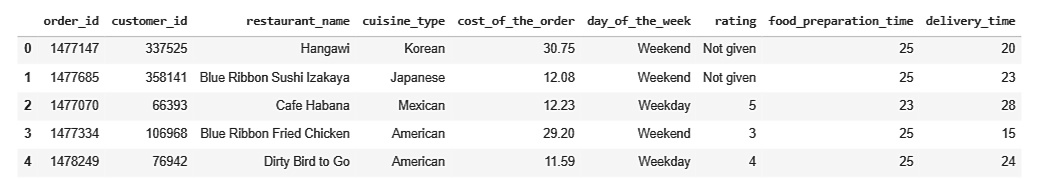 order_id customer_id restaurant_name cuisine_type cost_of_the_order day_of_the_week rating food_preparation_time delivery_time
0 1477147 337525 Hangawi Korean 30.75 Weekend Not given 25 20
1 1477685 358141 Blue Ribbon Sushi Izakaya Japanese 12.08 Weekend Not given 25 23
2 1477070 66393 Cafe Habana Mexican 12.23 Weekday 5 23 28
3 1477334 106968 Blue Ribbon Fried Chicken American 29.20 Weekend 3 25 15
4 1478249 76942 Dirty Bird to Go American 11.59 Weekday 4 25 24